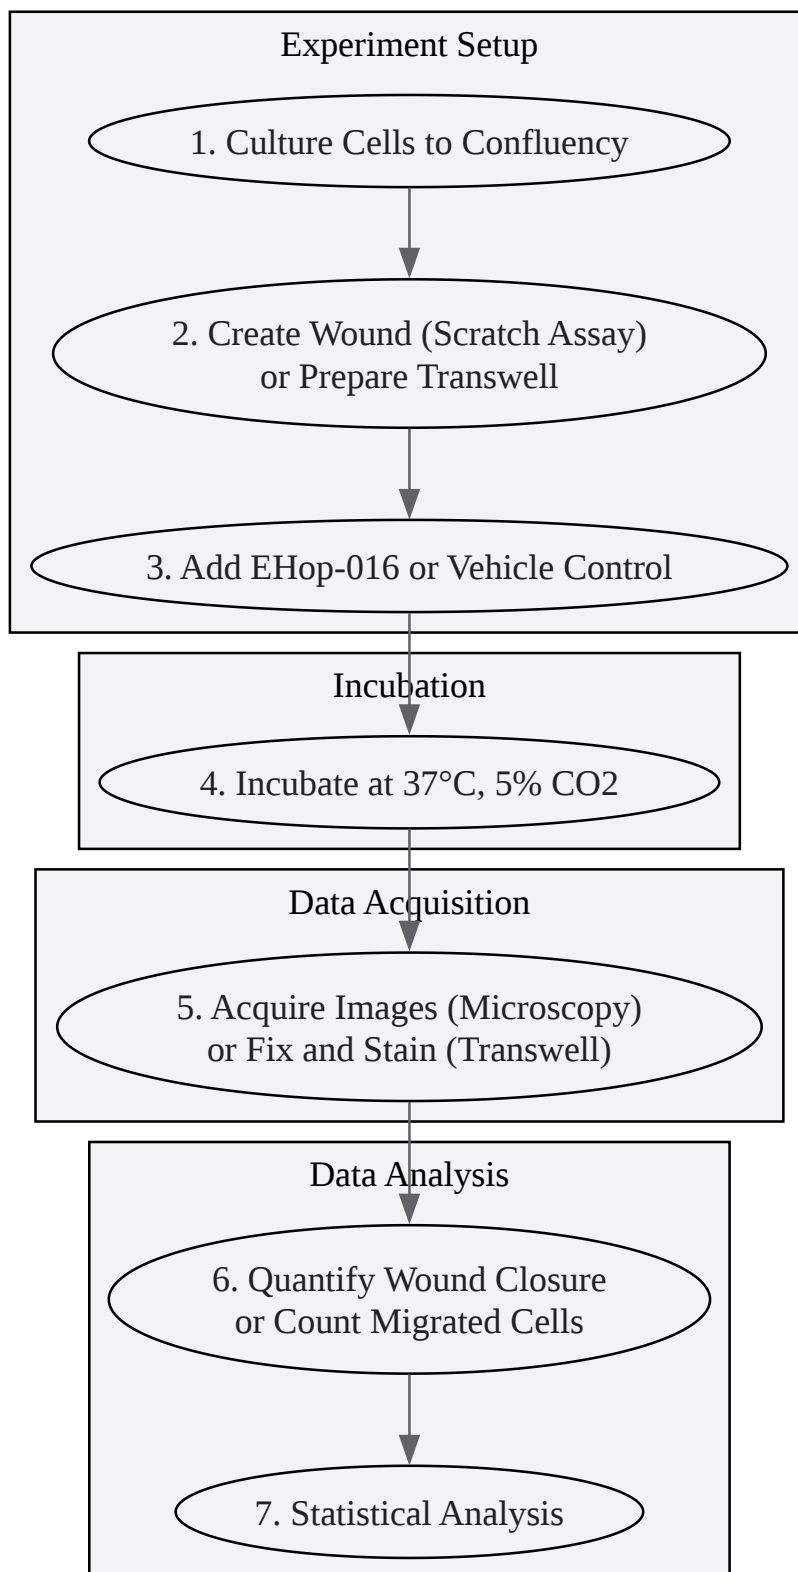 Experiment Setup
1. Culture Cells to Confluency
2. Create Wound (Scratch Assay)
or Prepare Transwell
3. Add EHop-016 or Vehicle Control
Incubation
4. Incubate at 37°C, 5% CO2
Data Acquisition
5. Acquire Images (Microscopy)
or Fix and Stain (Transwell)
Data Analysis
6. Quantify Wound Closure
or Count Migrated Cells
7. Statistical Analysis